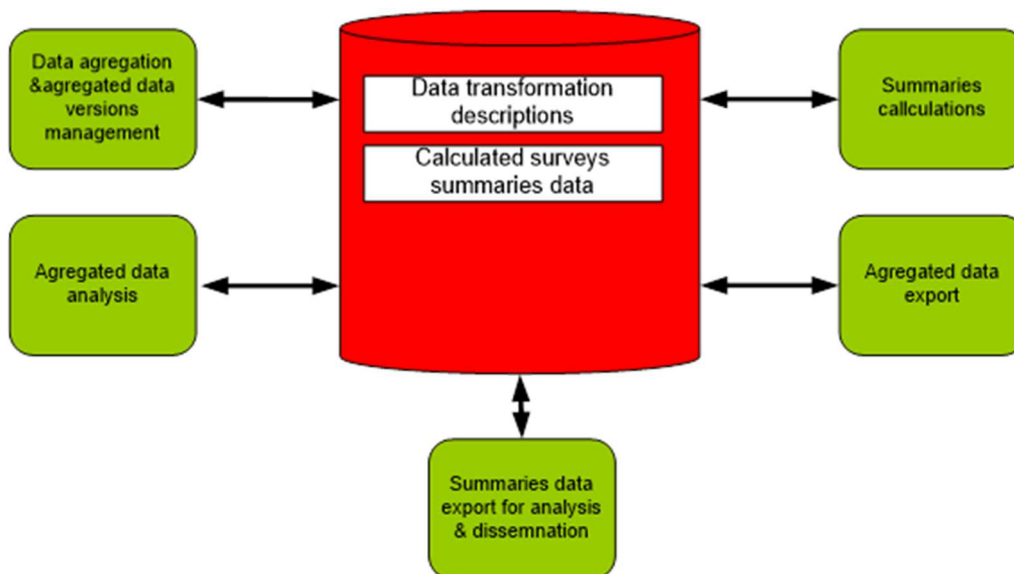 Data agregation
&agregated data
versions
management
Data transformation
descriptions
Calculated surveys
summaries data
Summaries
callculations
Agregated data
analysis
Agregated data
export
Summaries data
export for analysis
& dissemnation